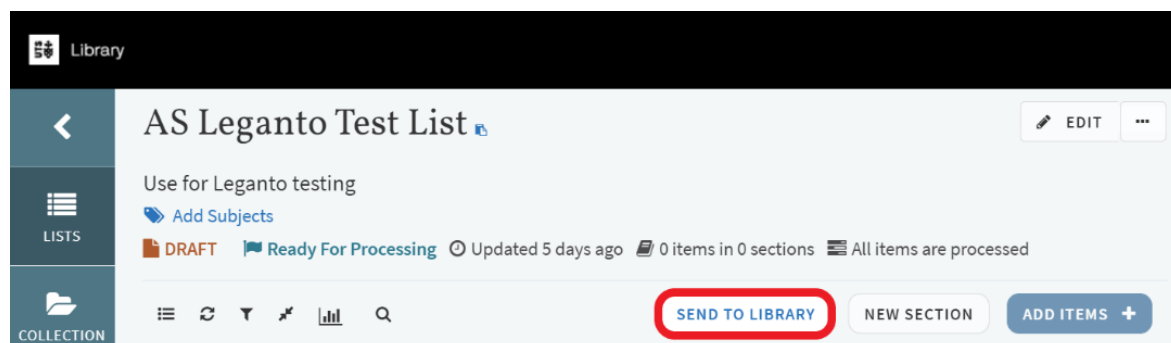 Library
AS Leganto Test List
EDIT
Use for Leganto testing
Add Subjects
LISTS
DRAFT Ready For Processing Updated 5 days ago 0 items in 0 sections All items are processed
SEND TO LIBRARY NEW SECTION ADD ITEMS +
COLLECTION